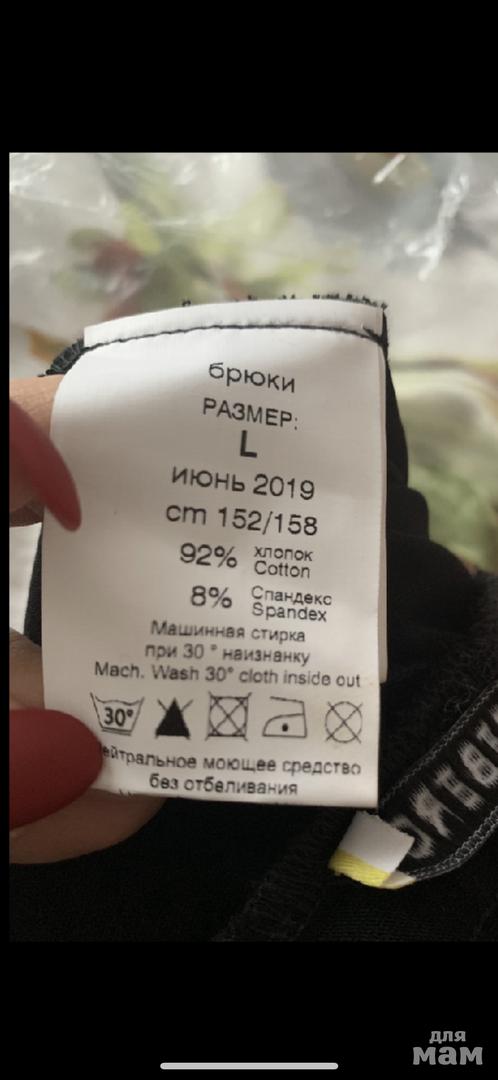 брюки
РАЗМЕР:
L
ИЮНЬ 2019
cm 152/158
92% хлопок
Cotton
8% Спандекс
Spandex
Машинная стирка
при 30 ° наизнанку
Mach. Wash 30° cloth inside out
30°
ейтральное моющее средство
без отбеливания
для
мам